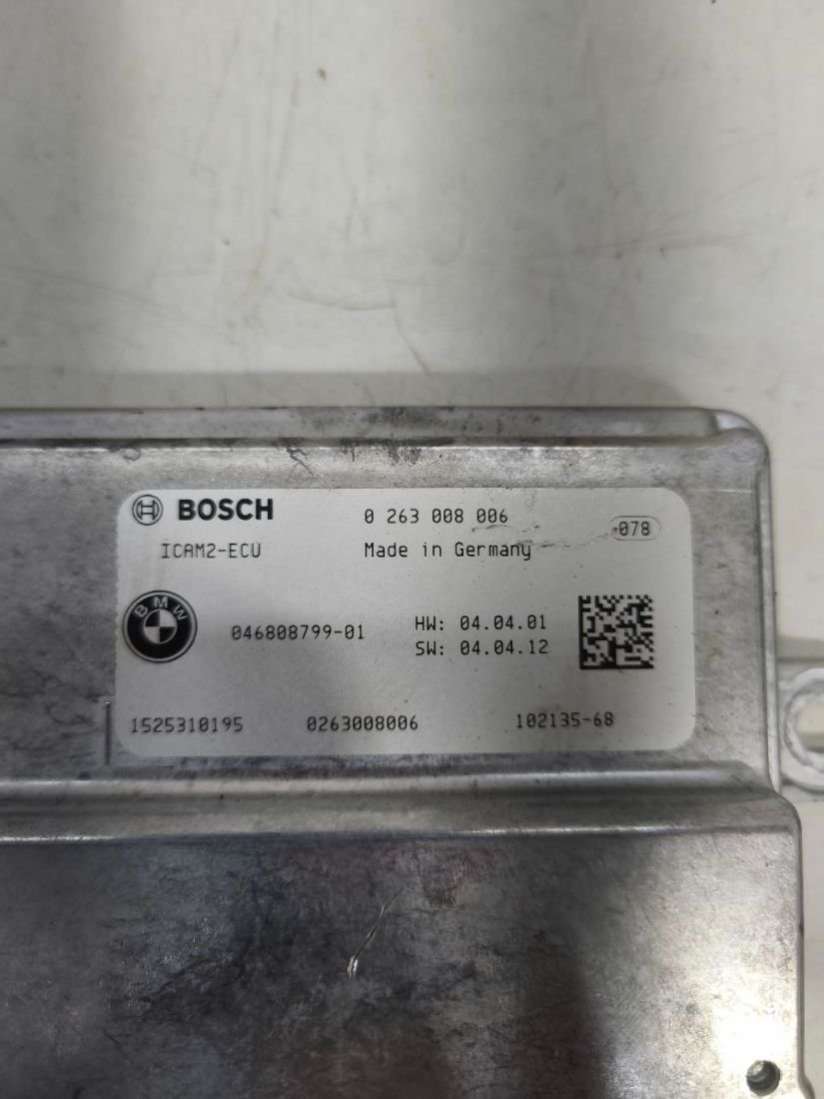 BOSCH 0 263 008 006
-078
ICAM2-ECU Made in Germany
BMW
046808799-01 HW: 04.04.01
SW: 04.04.12
1525310195 0263008006 102135-68